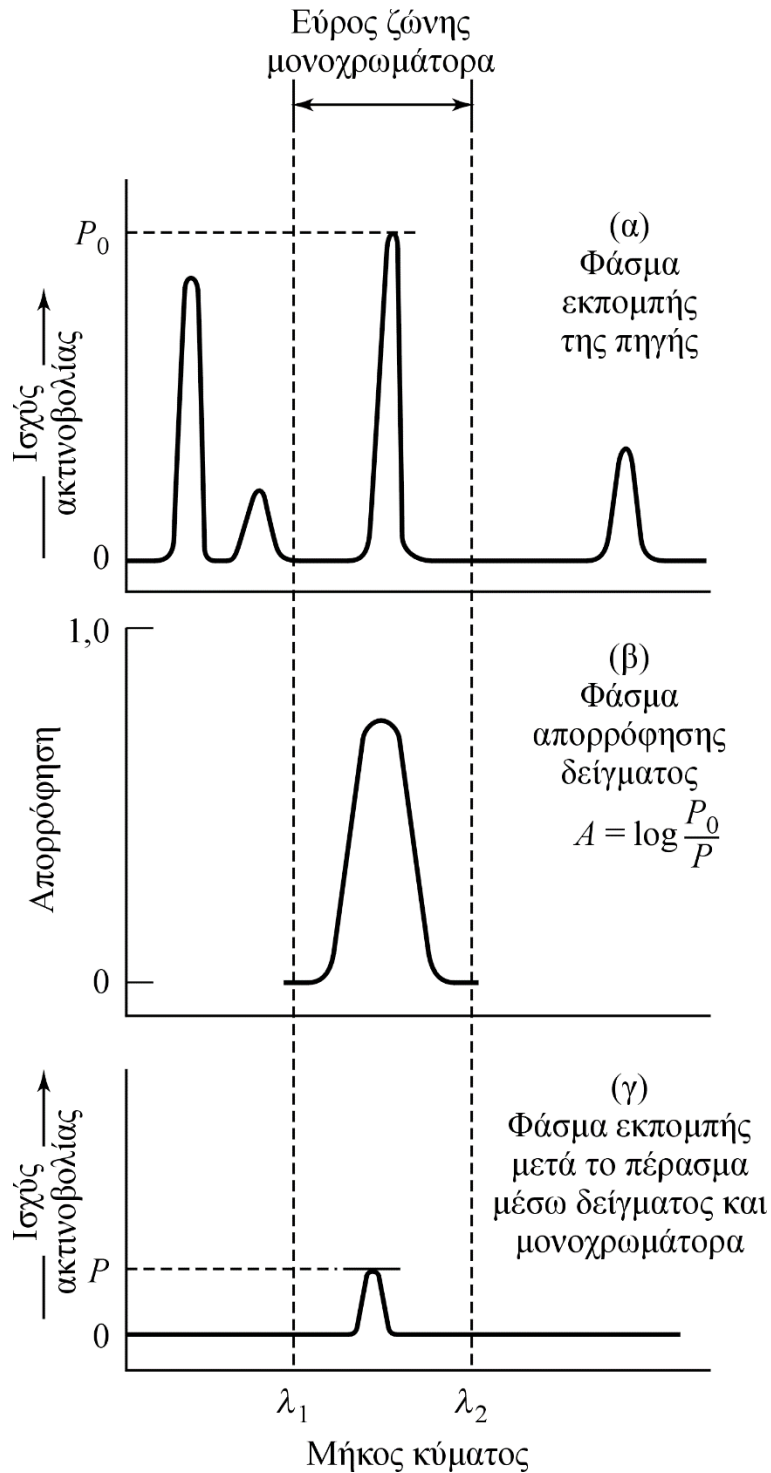 Εύρος ζώνης
μονοχρωμάτορα
P₀
Ισχύς
ακτινοβολίας
0
(α)
Φάσμα
εκπομπής
της πηγής
1,0
Απορρόφηση
0
(β)
Φάσμα
απορρόφησης
δείγματος
A = log P₀/P
Ισχύς
ακτινοβολίας
P
0
(γ)
Φάσμα εκπομπής
μετά το πέρασμα
μέσω δείγματος και
μονοχρωμάτορα
λ₁ λ₂
Μήκος κύματος